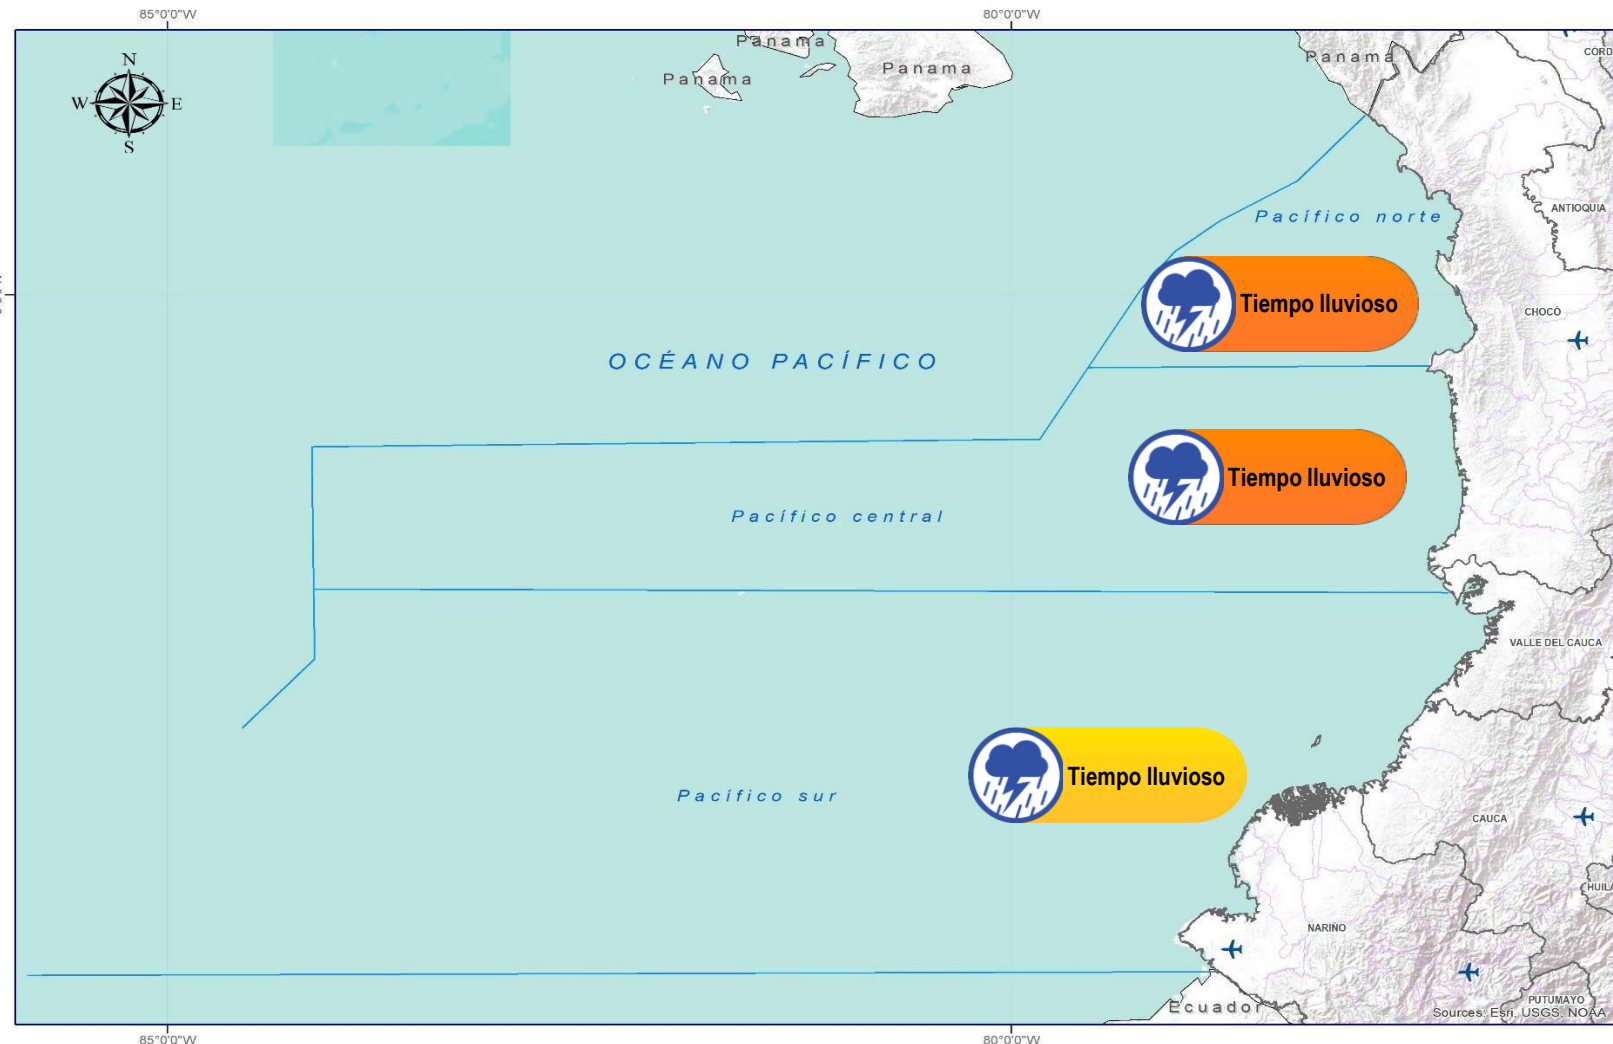 85°0'0"W
80°0'0"W
N
W
E
S
Panama
Panama
Panama
Panama
CÓRD
Pacífico norte
ANTIOQUIA
Tiempo lluvioso
CHOCÓ
OCÉANO PACÍFICO
Tiempo lluvioso
Pacífico central
VALLE DEL CAUCA
Tiempo lluvioso
Pacífico sur
CAUCA
HUILA
NARIÑO
PUTUMAYO
Ecuador
Sources: Esri, USGS, NOAA
85°0'0"W
80°0'0"W